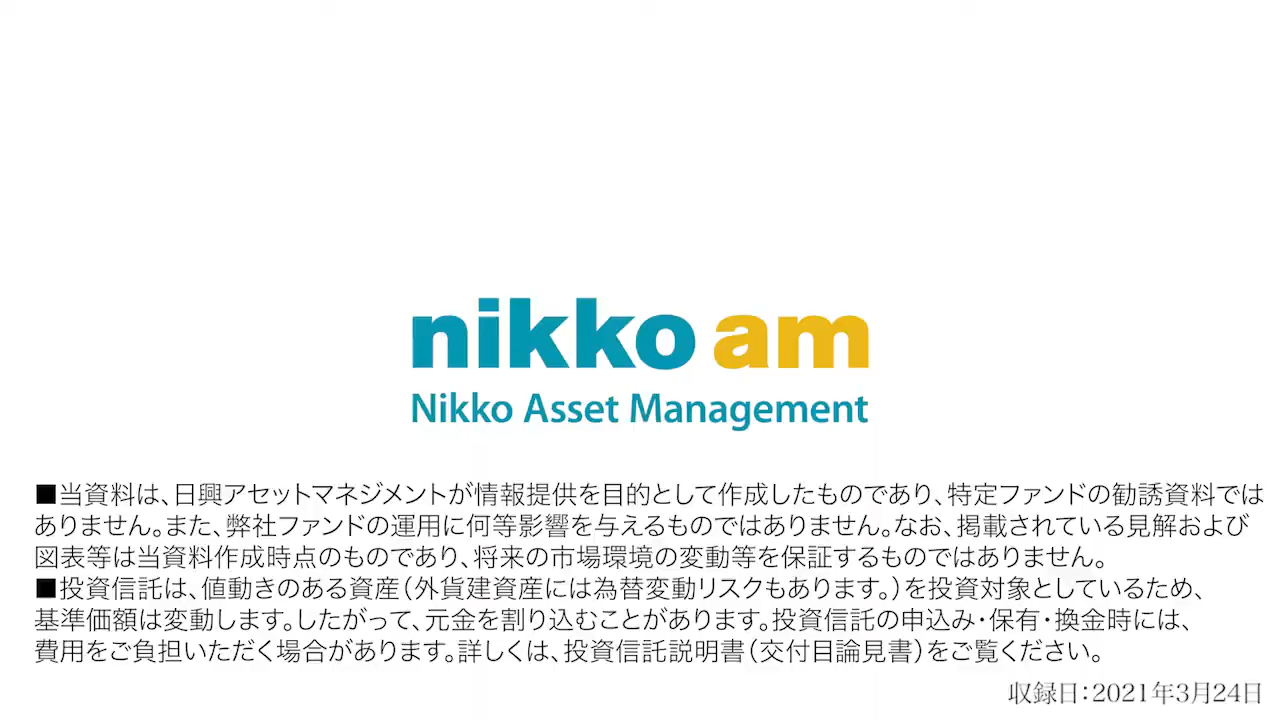 nikko am
Nikko Asset Management
■当資料は、日興アセットマネジメントが情報提供を目的として作成したものであり、特定ファンドの勧誘資料では
ありません。また、弊社ファンドの運用に何等影響を与えるものではありません。なお、掲載されている見解および
図表等は当資料作成時点のものであり、将来の市場環境の変動等を保証するものではありません。
■投資信託は、値動きのある資産（外貨建資産には為替変動リスクもあります。）を投資対象としているため、
基準価額は変動します。したがって、元金を割り込むことがあります。投資信託の申込み・保有・換金時には、
費用をご負担いただく場合があります。詳しくは、投資信託説明書（交付目論見書）をご覧ください。
収録日：2021年3月24日